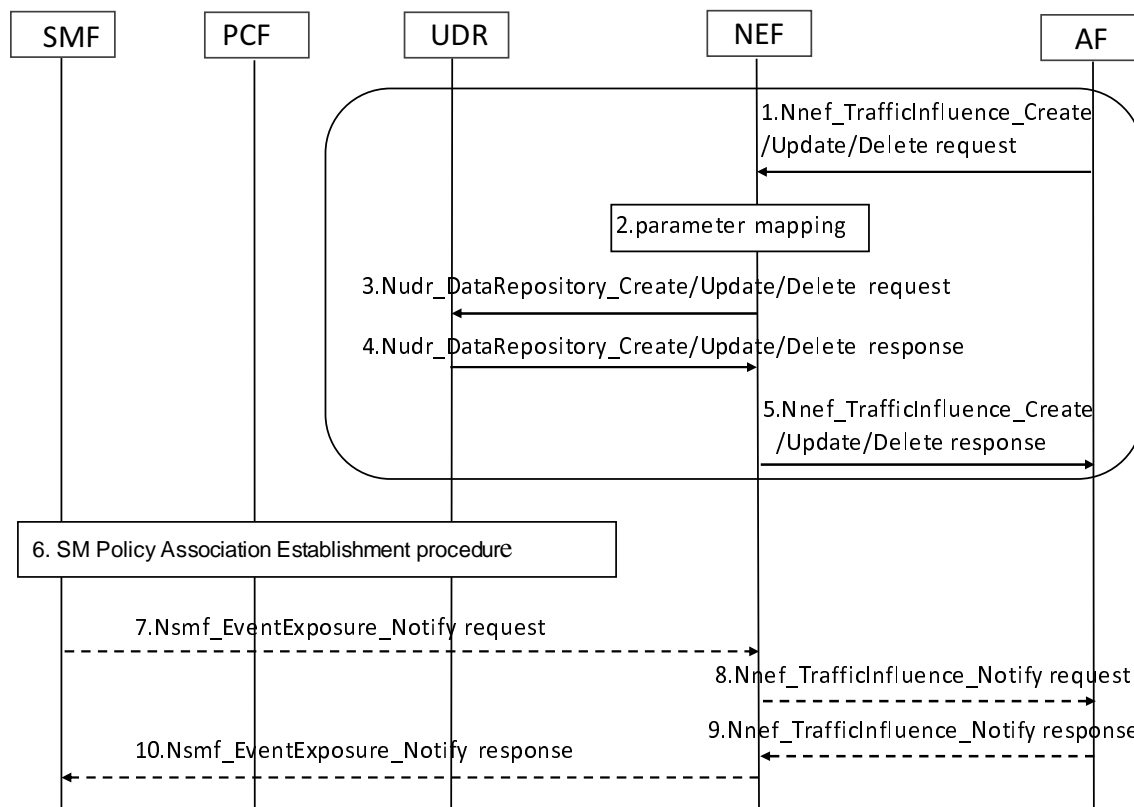 SMF
PCF
UDR
NEF
AF
1.Nnef_TrafficInfluence_Create
/Update/Delete request
2.parameter mapping
3.Nudr_DataRepository_Create/Update/Delete request
4.Nudr_DataRepository_Create/Update/Delete response
5.Nnef_TrafficInfluence_Create
/Update/Delete response
6. SM Policy Association Establishment procedure
7.Nsmf_EventExposure_Notify request
8.Nnef_TrafficInfluence_Notify request
9.Nnef_TrafficInfluence_Notify response
10.Nsmf_EventExposure_Notify response